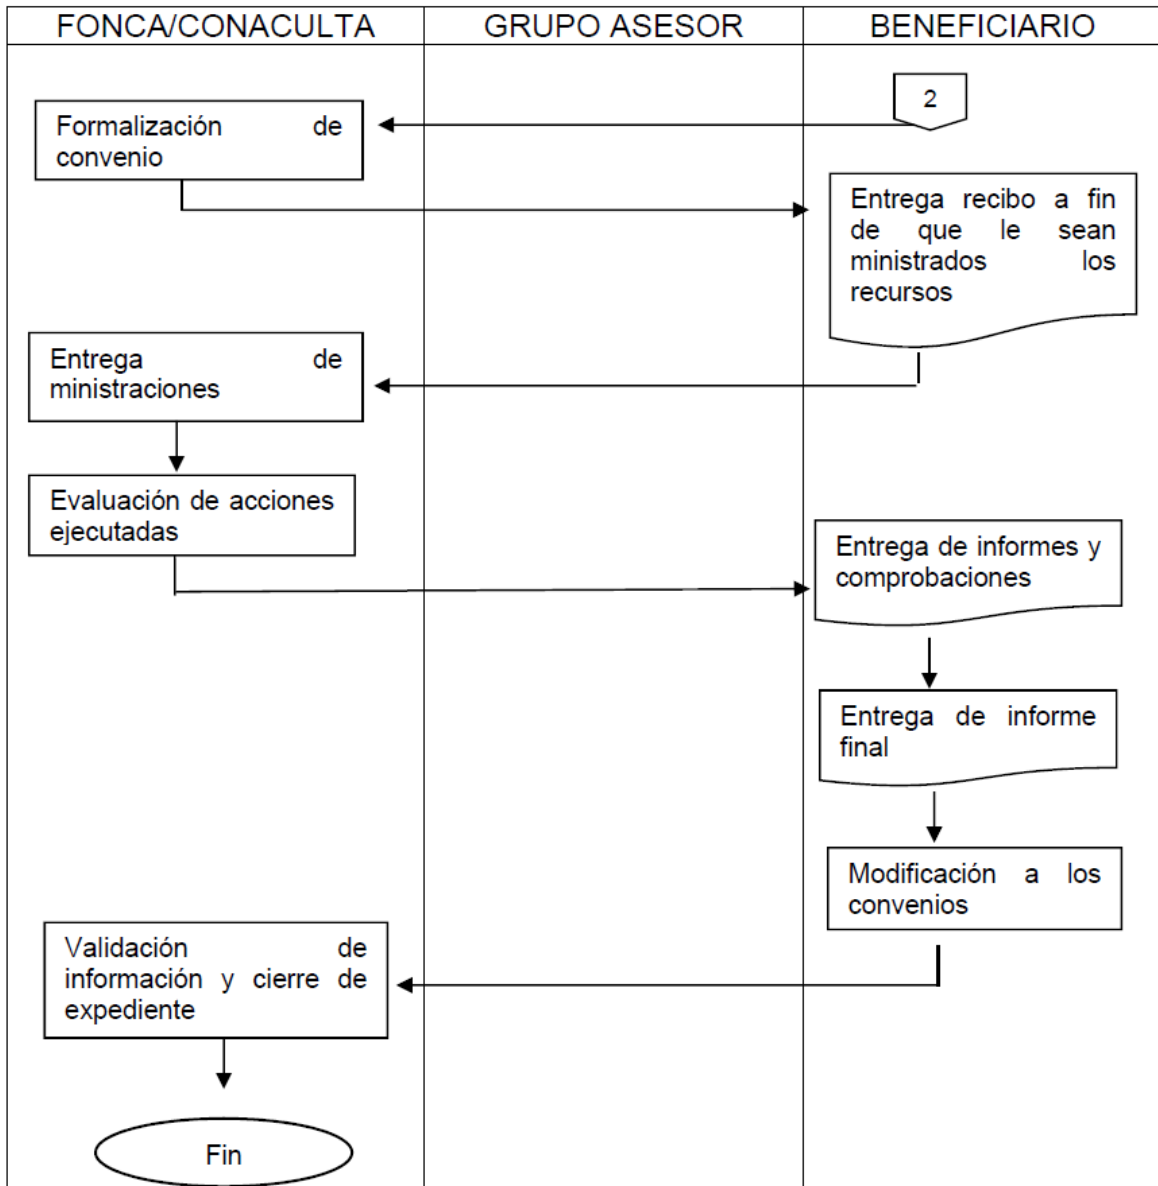 FONCA/CONACULTA GRUPO ASESOR BENEFICIARIO
2
Formalización de
convenio
Entrega recibo a fin
de que le sean
ministrados los
recursos
Entrega de
ministraciones
Evaluación de acciones
ejecutadas
Entrega de informes y
comprobaciones
Entrega de informe
final
Modificación a los
convenios
Validación de
información y cierre de
expediente
Fin